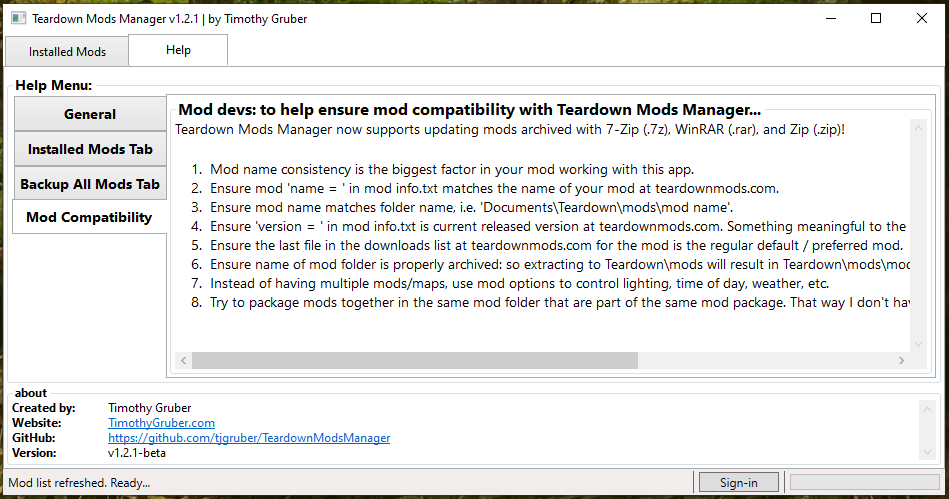 Teardown Mods Manager v1.2.1 | by Timothy Gruber
Installed Mods
Help
Help Menu:
General
Installed Mods Tab
Backup All Mods Tab
Mod Compatibility
Mod devs: to help ensure mod compatibility with Teardown Mods Manager...
Teardown Mods Manager now supports updating mods archived with 7-Zip (.7z), WinRAR (.rar), and Zip (.zip)!
1. Mod name consistency is the biggest factor in your mod working with this app.
2. Ensure mod 'name = ' in mod info.txt matches the name of your mod at teardownmods.com.
3. Ensure mod name matches folder name, i.e. 'Documents\Teardown\mods\mod name'.
4. Ensure 'version = ' in mod info.txt is current released version at teardownmods.com. Something meaningful to the
5. Ensure the last file in the downloads list at teardownmods.com for the mod is the regular default / preferred mod.
6. Ensure name of mod folder is properly archived: so extracting to Teardown\mods will result in Teardown\mods\mod
7. Instead of having multiple mods/maps, use mod options to control lighting, time of day, weather, etc.
8. Try to package mods together in the same mod folder that are part of the same mod package. That way I don't
about
Created by: Timothy Gruber
Website: TimothyGruber.com
GitHub: https://github.com/tjgruber/TeardownModsManager
Version: v1.2.1-beta
Mod list refreshed. Ready...
Sign-in